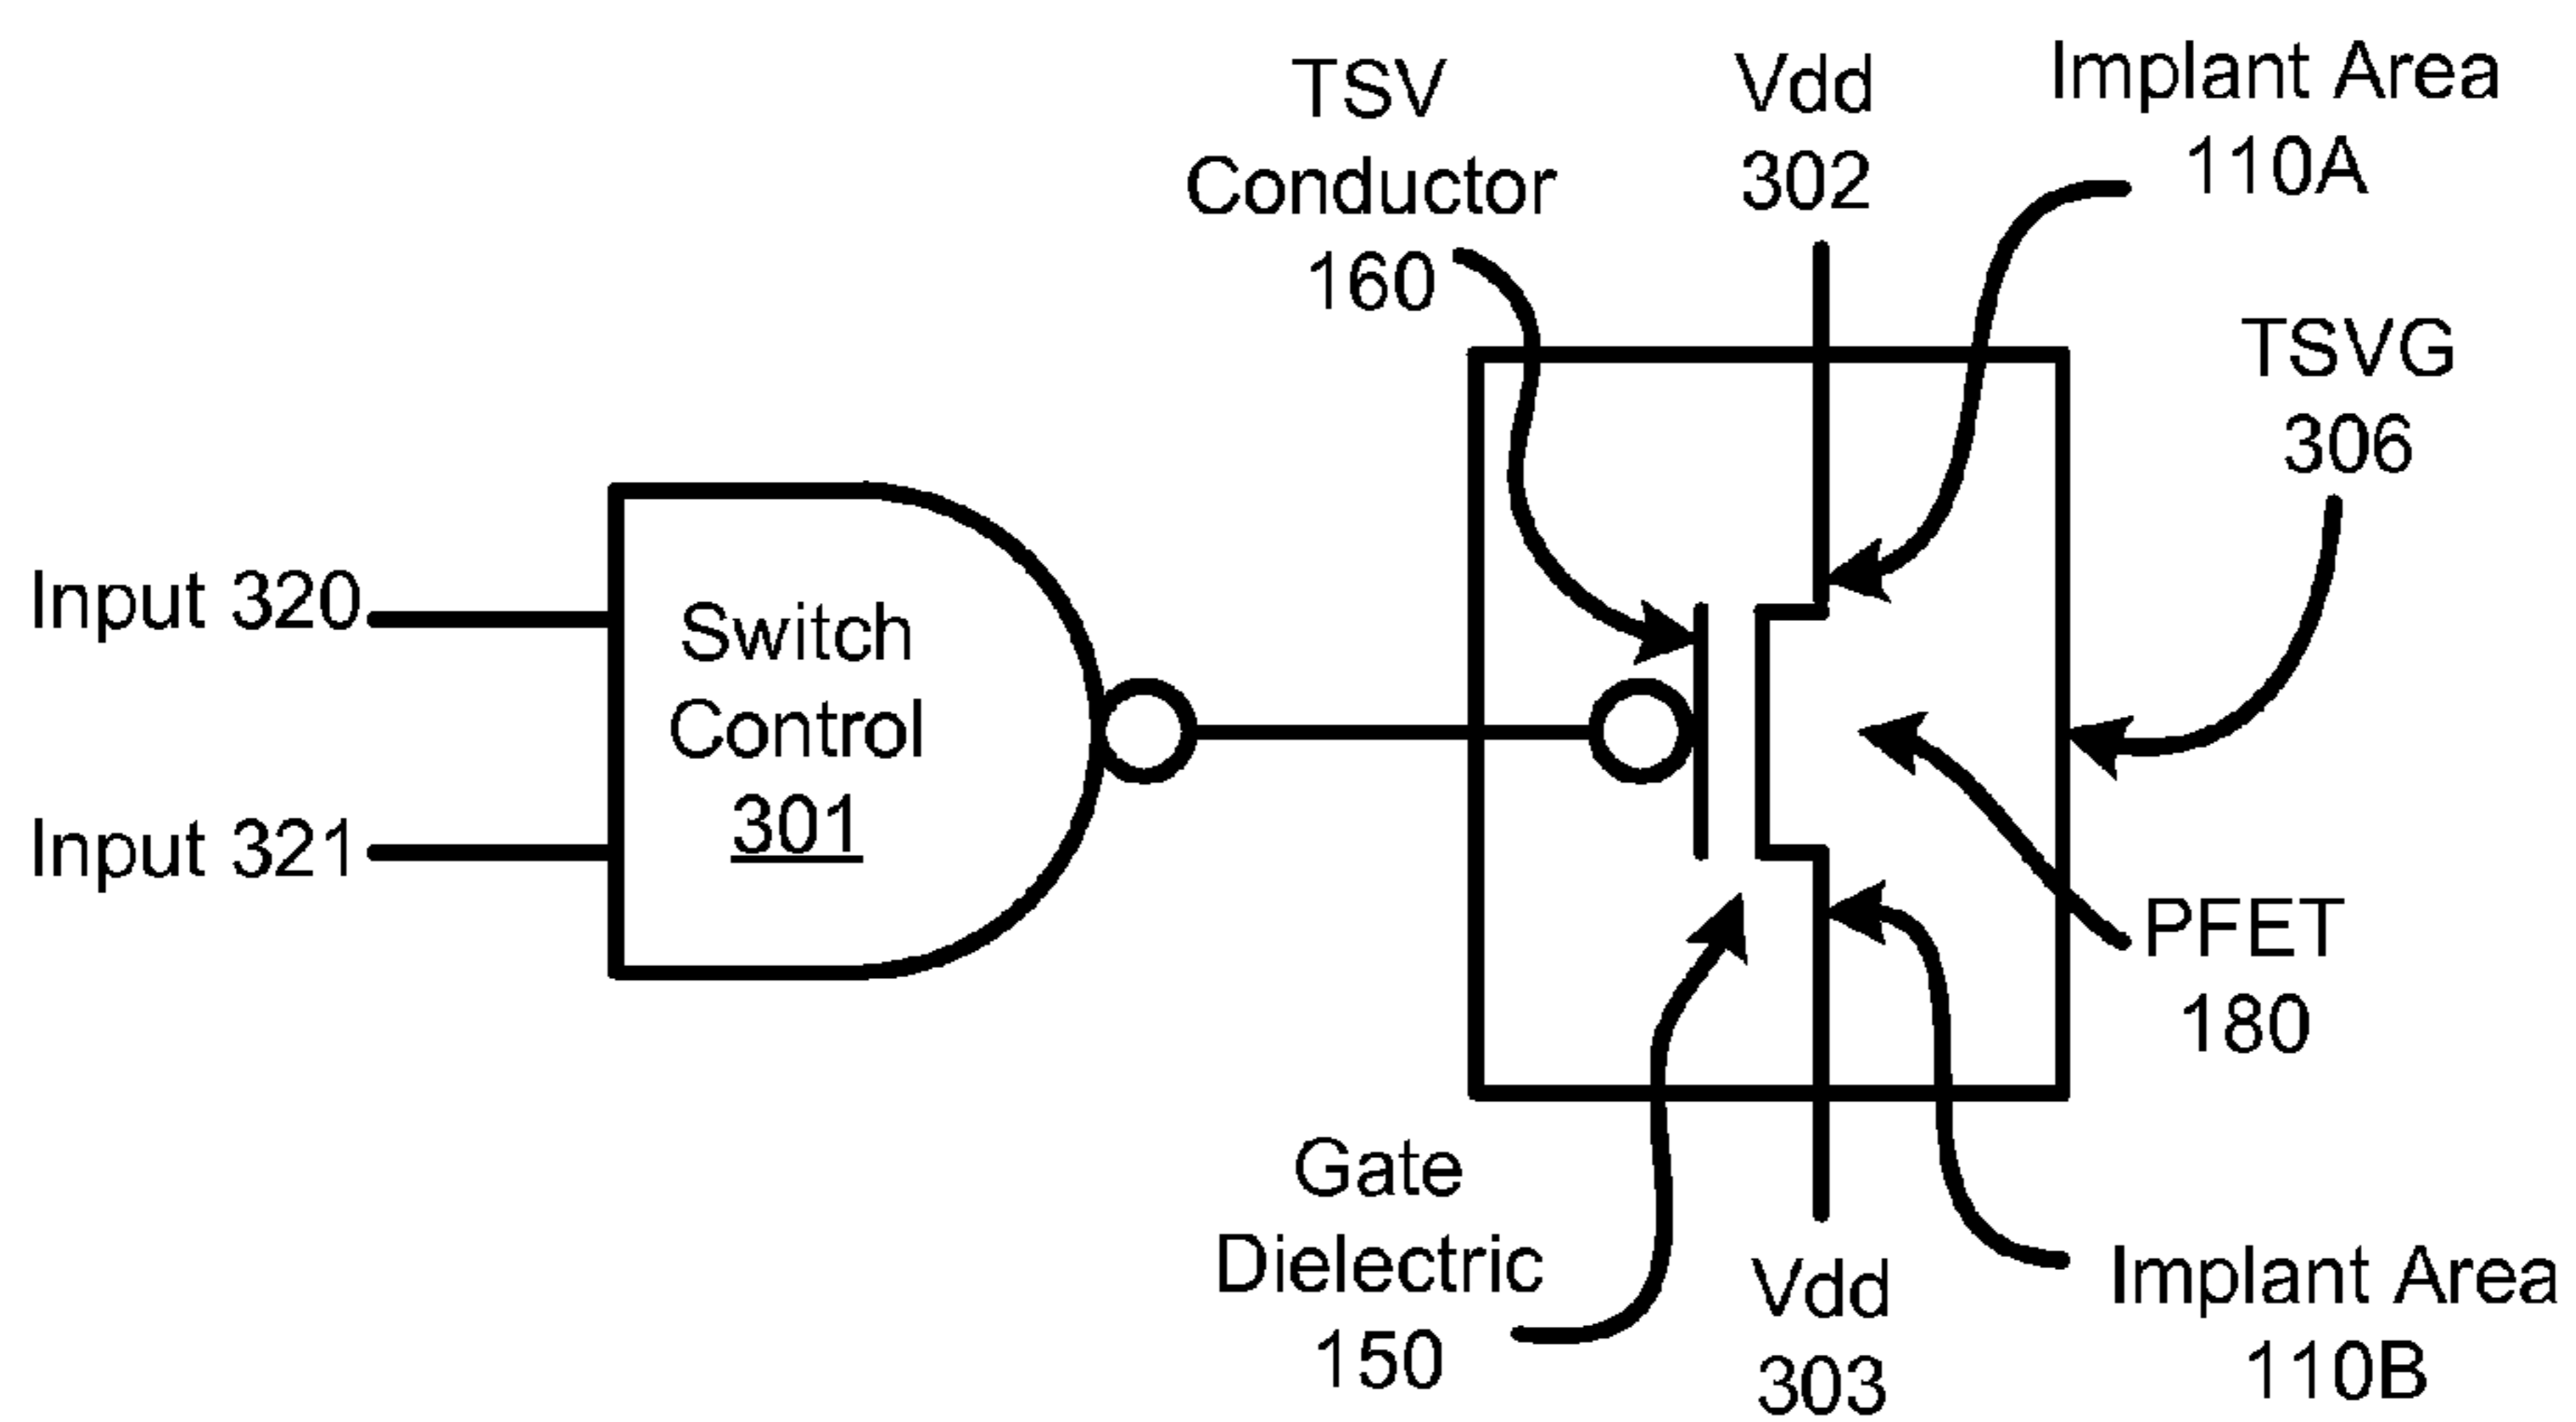 TSV
Conductor
160
Vdd
302
Implant Area
110A
TSVG
306
Input 320
Input 321
Switch
Control
301
PFET
180
Gate
Dielectric
150
Vdd
303
Implant Area
110B